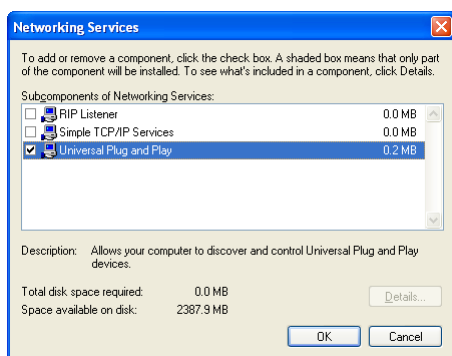 Networking Services
To add or remove a component, click the check box. A shaded box means that only part
of the component will be installed. To see what's included in a component, click Details.
Subcomponents of Networking Services:
RIP Listener 0.0 MB
Simple TCP/IP Services 0.0 MB
Universal Plug and Play 0.2 MB
Description: Allows your computer to discover and control Universal Plug and Play
devices.
Total disk space required: 0.0 MB
Details...
Space available on disk: 2387.9 MB
OK Cancel